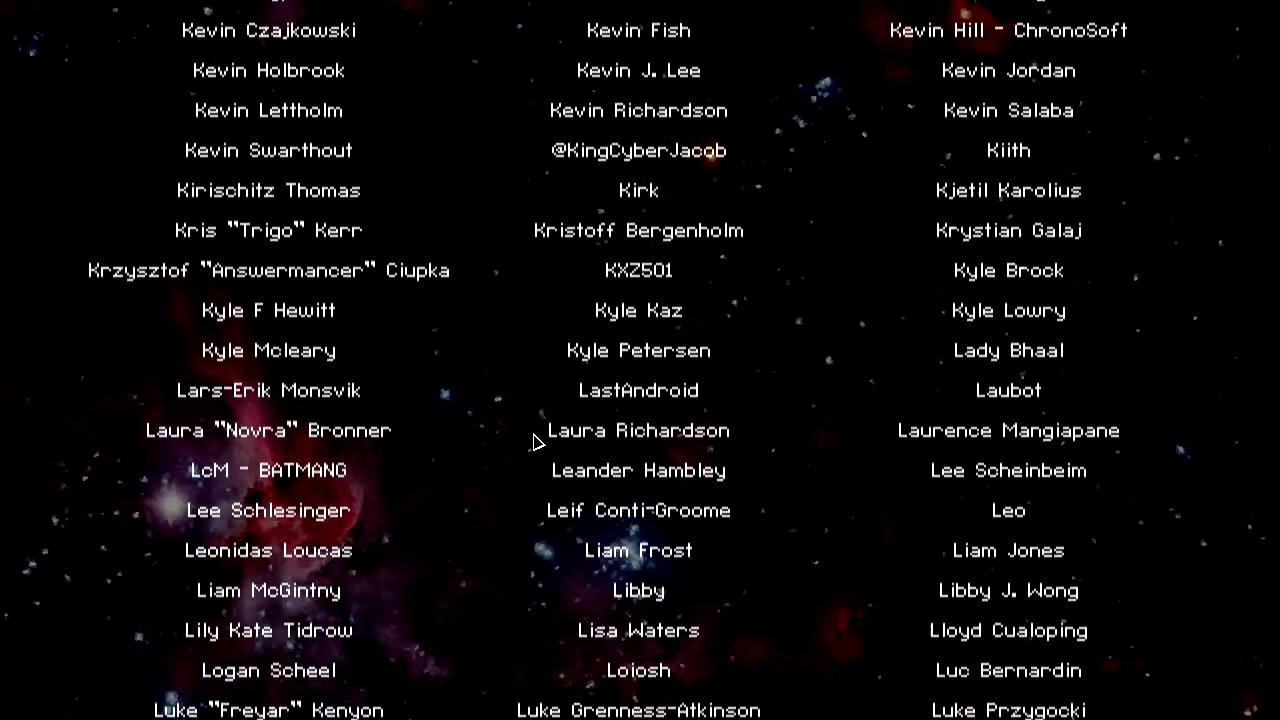 Kevin Czajkowski Kevin Fish Kevin Hill - ChronoSoft
Kevin Holbrook Kevin J. Lee Kevin Jordan
Kevin Lettholm Kevin Richardson Kevin Salaba
Kevin Swarthout @KingCyberJacob Kiith
Kirischitz Thomas Kirk Kjetil Karolius
Kris "Trigo" Kerr Kristoff Bergenholm Krystian Galaj
Krzysztof "Answermancer" Ciupka KXZ501 Kyle Brock
Kyle F Hewitt Kyle Kaz Kyle Lowry
Kyle Mcleary Kyle Petersen Lady Bhaal
Lars-Erik Monsvik LastAndroid Laubot
Laura "Novra" Bronner Laura Richardson Laurence Mangiapane
LcM - BATMANG Leander Hambley Lee Scheinbeim
Lee Schlesinger Leif Conti-Groome Leo
Leonidas Loucas Liam Frost Liam Jones
Liam McGintny Libby Libby J. Wong
Lily Kate Tidrow Lisa Waters Lloyd Cualoping
Logan Scheel Loiosh Luc Bernardin
Luke "Freyar" Kenyon Luke Grenness-Atkinson Luke Przygocki